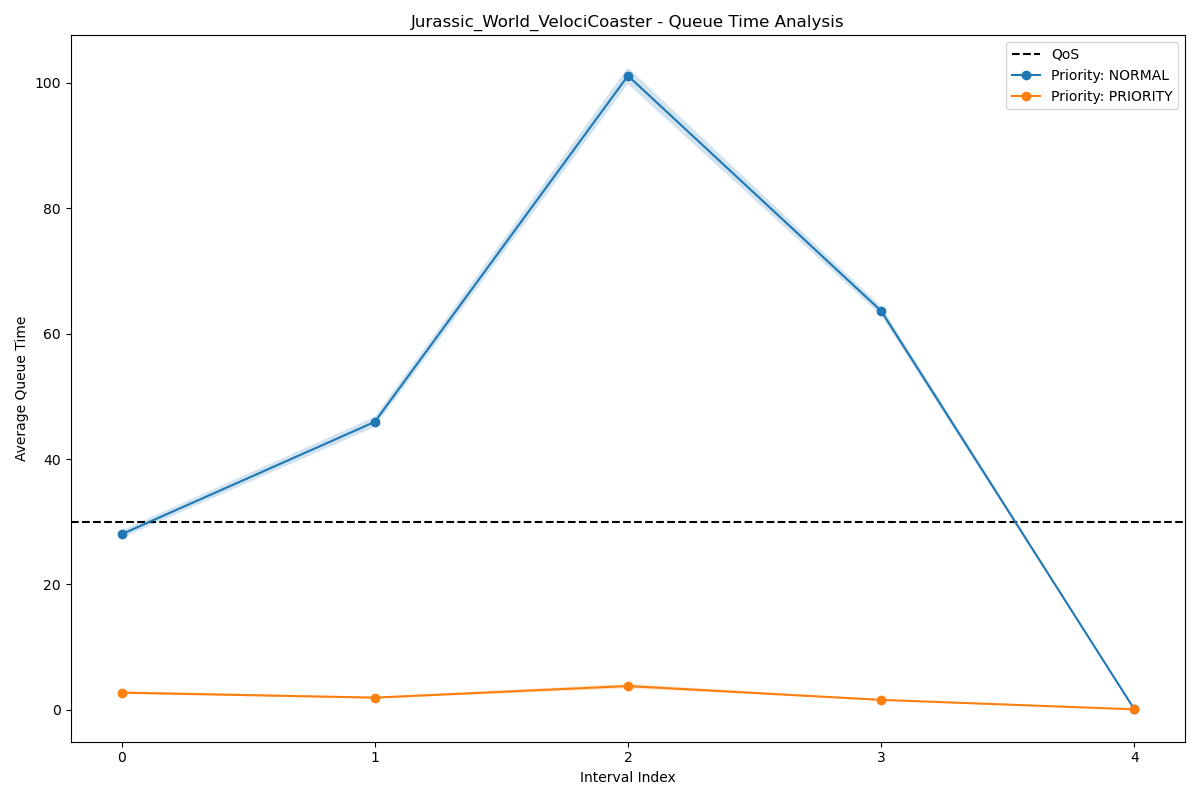 Jurassic_World_VelociCoaster - Queue Time Analysis
QoS
Priority: NORMAL
Priority: PRIORITY
Average Queue Time
100
80
60
40
20
0
0 1 2 3 4
Interval Index